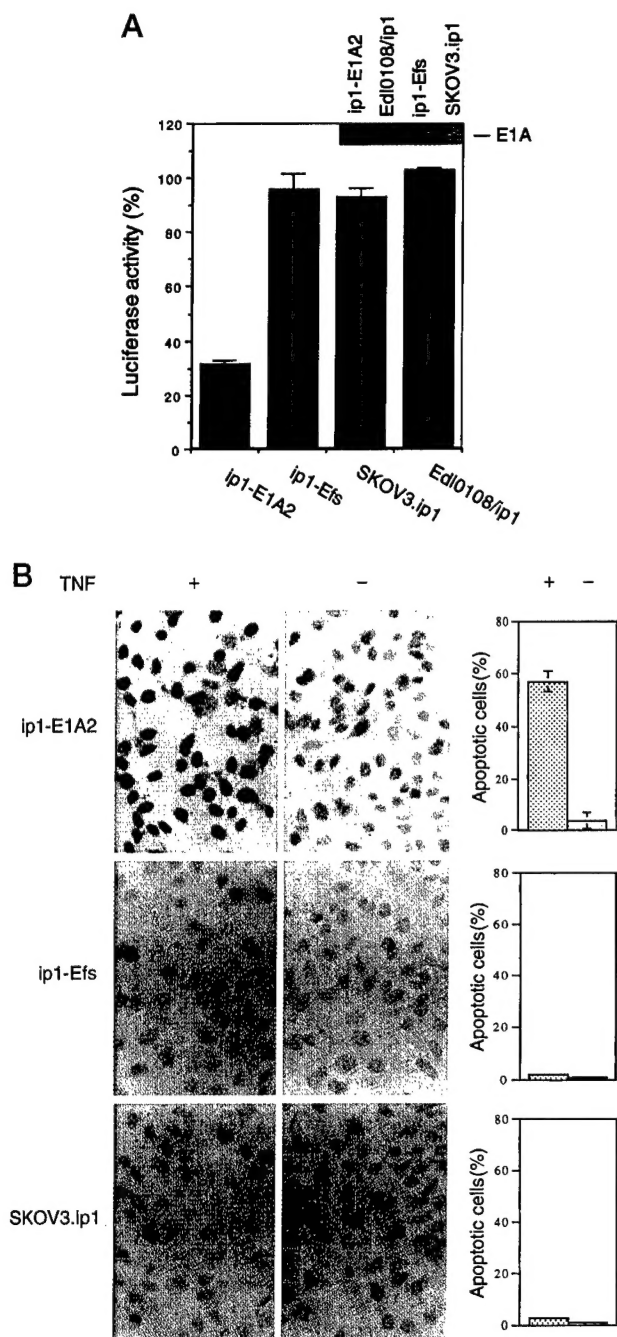 A
ip1-E1A2
Edl0108/ip1
ip1-Efs
SKOV3.ip1
— E1A
Luciferase activity (%)
120
100
80
60
40
20
0
ip1-E1A2
ip1-Efs
SKOV3.ip1
Edl0108/ip1
B
TNF + − + −
ip1-E1A2
Apoptotic cells(%)
80
60
40
20
0
ip1-Efs
Apoptotic cells(%)
80
60
40
20
0
SKOV3.ip1
Apoptotic cells(%)
80
60
40
20
0